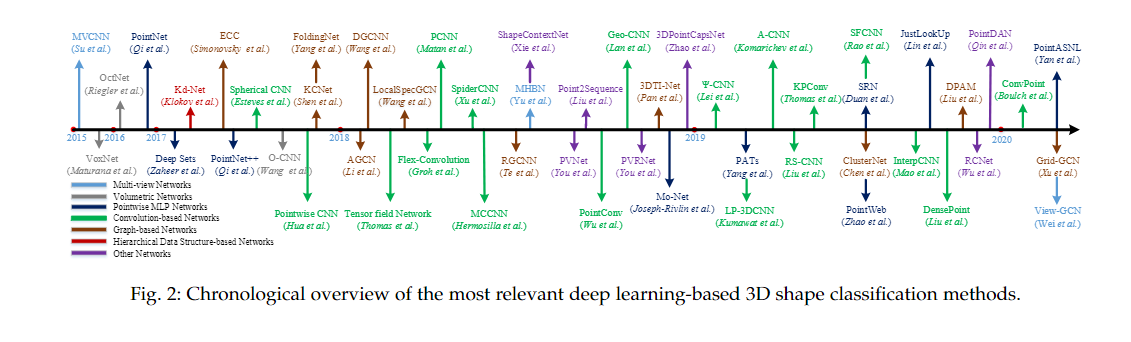 MVCNN
(Su et al.)
PointNet
(Qi et al.)
ECC
(Simonovsky et al.)
FoldingNet
(Yang et al.)
DGCNN
(Wang et al.)
PCNN
(Matan et al.)
ShapeContextNet
(Xie et al.)
Geo-CNN
(Lan et al.)
3DPointCapsNet
(Zhao et al.)
A-CNN
(Komarichev et al.)
SFCNN
(Rao et al.)
JustLookUp
(Lin et al.)
PointDAN
(Qin et al.)
PointASNL
(Yan et al.)
OctNet
(Riegler et al.)
Kd-Net
(Klokov et al.)
Spherical CNN
(Esteves et al.)
KCNet
(Shen et al.)
LocalSpecGCN
(Wang et al.)
SpiderCNN
(Xu et al.)
MHBN
(Yu et al.)
Point2Sequence
(Liu et al.)
3DTI-Net
(Pan et al.)
Ψ-CNN
(Lei et al.)
KPConv
(Thomas et al.)
SRN
(Duan et al.)
DPAM
(Liu et al.)
ConvPoint
(Boulch et al.)
2015
2016
2017
2018
2019
2020
VoxNet
(Maturana et al.)
Deep Sets
(Zaheer et al.)
PointNet++
(Qi et al.)
O-CNN
(Wang et al)
AGCN
(Li et al.)
Flex-Convolution
(Groh et al.)
RGCNN
(Te et al.)
PVNet
(You et al.)
PVRNet
(You et al.)
PATs
(Yang et al.)
RS-CNN
(Liu et al.)
ClusterNet
(Chen et al.)
InterpCNN
(Mao et al.)
RCNet
(Wu et al.)
Grid-GCN
(Xu et al.)
Pointwise CNN
(Hua et al.)
Tensor field Network
(Thomas et al.)
MCCNN
(Hermosilla et al.)
PointConv
(Wu et al.)
Mo-Net
(Joseph-Rivlin et al.)
LP-3DCNN
(Kumawat et al.)
PointWeb
(Zhao et al.)
DensePoint
(Liu et al.)
View-GCN
(Wei et al.)
Multi-view Networks
Volumetric Networks
Pointwise MLP Networks
Convolution-based Networks
Graph-based Networks
Hierarchical Data Structure-based Networks
Other Networks
Fig. 2: Chronological overview of the most relevant deep learning-based 3D shape classification methods.